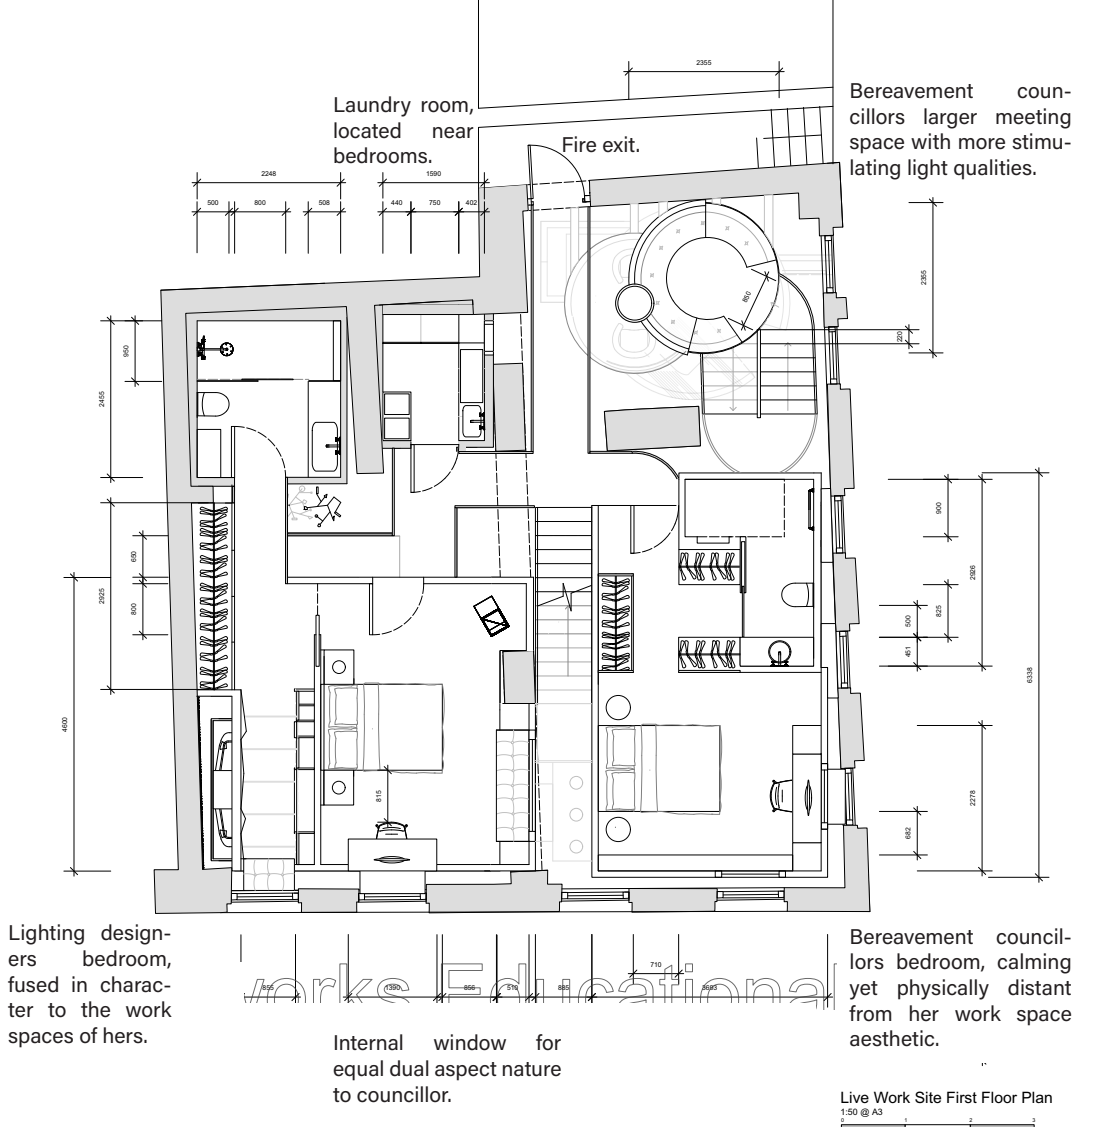 2355
Laundry room,
located near
bedrooms.
Fire exit.
Bereavement coun-
cillors larger meeting
space with more stimu-
lating light qualities.
2248
1590
500
800
508
440
750
402
2355
850
220
950
2455
650
2925
800
4600
815
900
2926
825
500
451
6338
2278
682
Lighting design-
ers bedroom,
fused in charac-
ter to the work
spaces of hers.
Bereavement council-
lors bedroom, calming
yet physically distant
from her work space
aesthetic.
710
works Educational
855
1390
856
510
885
3683
Internal window for
equal dual aspect nature
to councillor.
Live Work Site First Floor Plan
1:50 @ A3
0 1 2 3